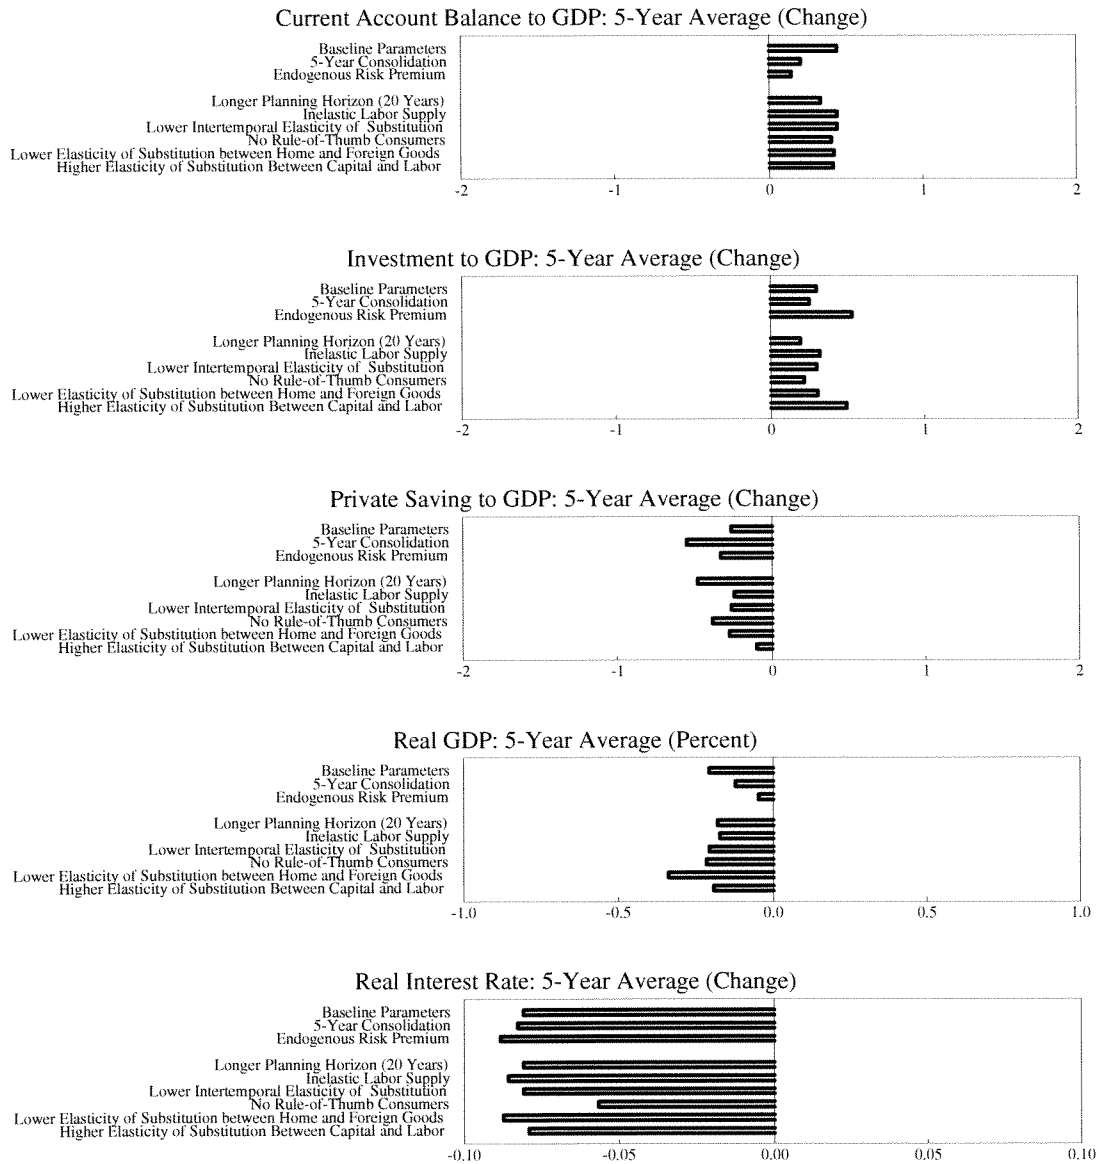 Current Account Balance to GDP: 5-Year Average (Change)
Baseline Parameters
5-Year Consolidation
Endogenous Risk Premium
Longer Planning Horizon (20 Years)
Inelastic Labor Supply
Lower Intertemporal Elasticity of Substitution
No Rule-of-Thumb Consumers
Lower Elasticity of Substitution between Home and Foreign Goods
Higher Elasticity of Substitution Between Capital and Labor
-2 -1 0 1 2
Investment to GDP: 5-Year Average (Change)
Baseline Parameters
5-Year Consolidation
Endogenous Risk Premium
Longer Planning Horizon (20 Years)
Inelastic Labor Supply
Lower Intertemporal Elasticity of Substitution
No Rule-of-Thumb Consumers
Lower Elasticity of Substitution between Home and Foreign Goods
Higher Elasticity of Substitution Between Capital and Labor
-2 -1 0 1 2
Private Saving to GDP: 5-Year Average (Change)
Baseline Parameters
5-Year Consolidation
Endogenous Risk Premium
Longer Planning Horizon (20 Years)
Inelastic Labor Supply
Lower Intertemporal Elasticity of Substitution
No Rule-of-Thumb Consumers
Lower Elasticity of Substitution between Home and Foreign Goods
Higher Elasticity of Substitution Between Capital and Labor
-2 -1 0 1 2
Real GDP: 5-Year Average (Percent)
Baseline Parameters
5-Year Consolidation
Endogenous Risk Premium
Longer Planning Horizon (20 Years)
Inelastic Labor Supply
Lower Intertemporal Elasticity of Substitution
No Rule-of-Thumb Consumers
Lower Elasticity of Substitution between Home and Foreign Goods
Higher Elasticity of Substitution Between Capital and Labor
-1.0 -0.5 0.0 0.5 1.0
Real Interest Rate: 5-Year Average (Change)
Baseline Parameters
5-Year Consolidation
Endogenous Risk Premium
Longer Planning Horizon (20 Years)
Inelastic Labor Supply
Lower Intertemporal Elasticity of Substitution
No Rule-of-Thumb Consumers
Lower Elasticity of Substitution between Home and Foreign Goods
Higher Elasticity of Substitution Between Capital and Labor
-0.10 -0.05 0.00 0.05 0.10